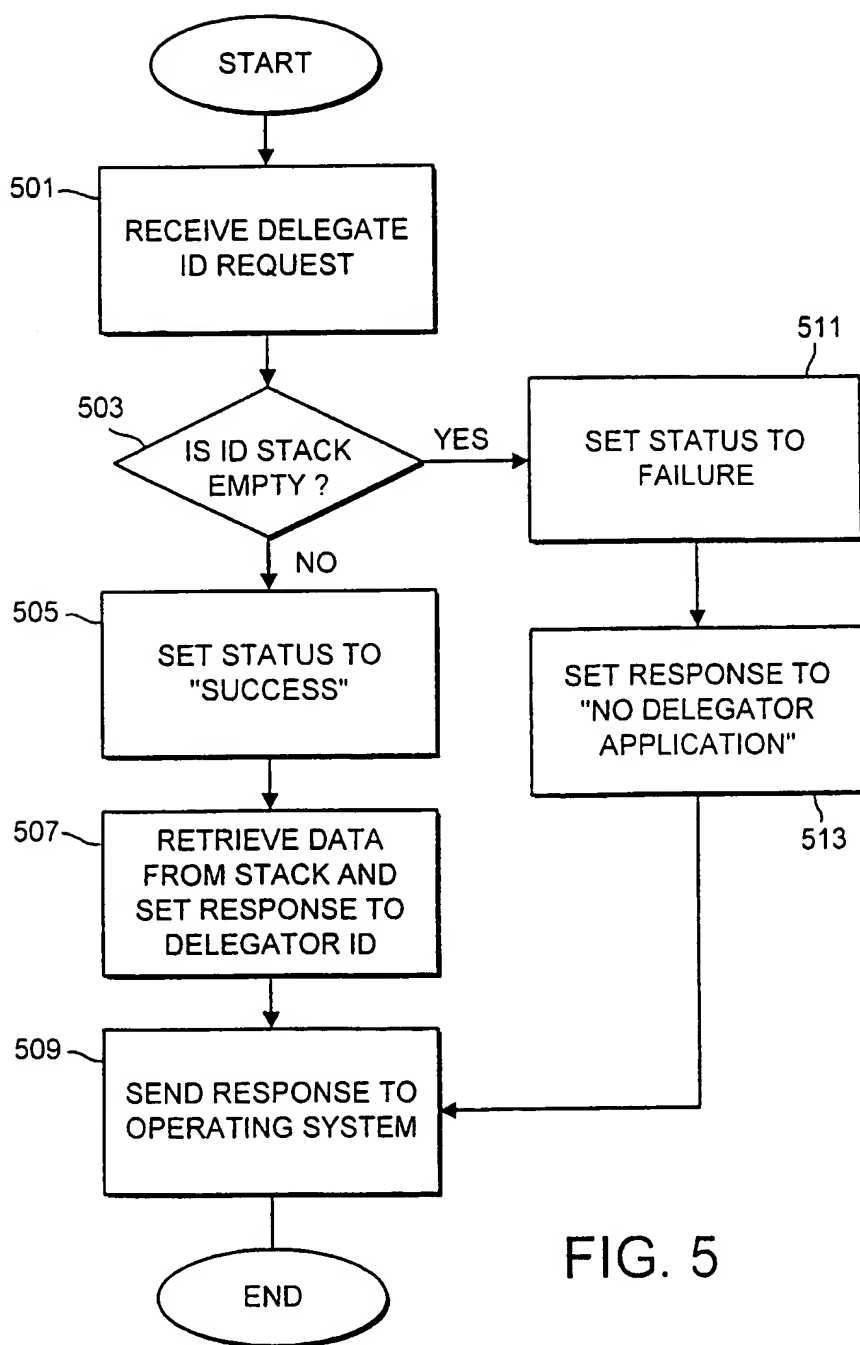 START
501
RECEIVE DELEGATE
ID REQUEST
503
IS ID STACK
EMPTY ?
YES
NO
511
SET STATUS TO
FAILURE
505
SET STATUS TO
"SUCCESS"
SET RESPONSE TO
"NO DELEGATOR
APPLICATION"
513
507
RETRIEVE DATA
FROM STACK AND
SET RESPONSE TO
DELEGATOR ID
509
SEND RESPONSE TO
OPERATING SYSTEM
END
FIG. 5